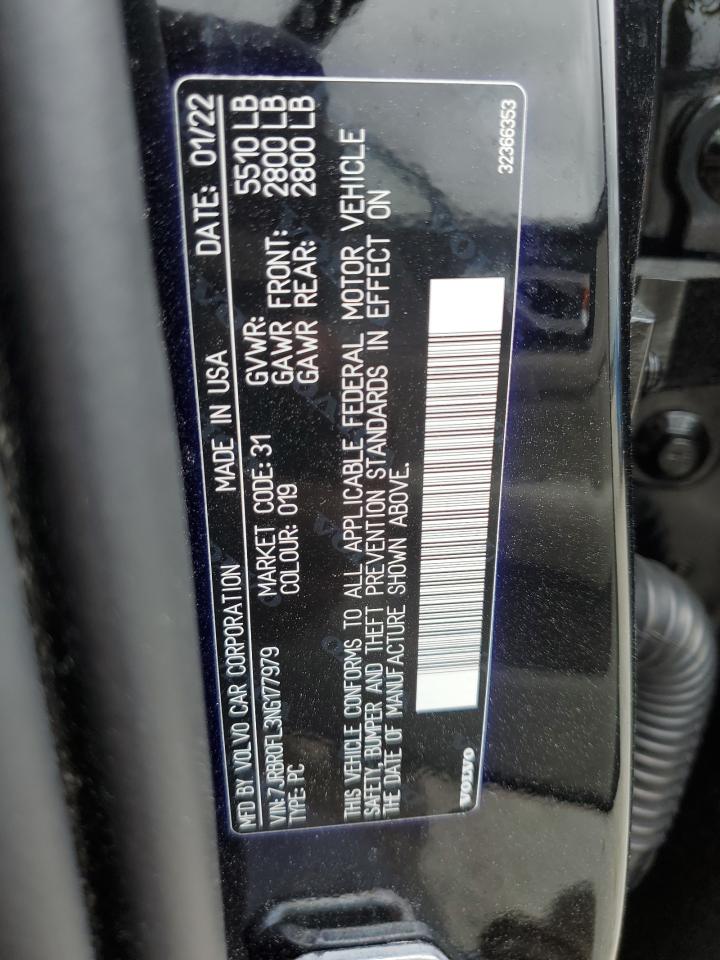 MFD BY VOLVO CAR CORPORATION MADE IN USA DATE: 01/22
VIN: 7JRBR0FL3NG177979
TYPE: PC
MARKET CODE: 31
COLOUR: 019
GVWR: 5510 LB
GAWR FRONT: 2800 LB
GAWR REAR: 2800 LB
THIS VEHICLE CONFORMS TO ALL APPLICABLE FEDERAL MOTOR VEHICLE
SAFETY, BUMPER AND THEFT PREVENTION STANDARDS IN EFFECT ON
THE DATE OF MANUFACTURE SHOWN ABOVE.
VOLVO
32366353